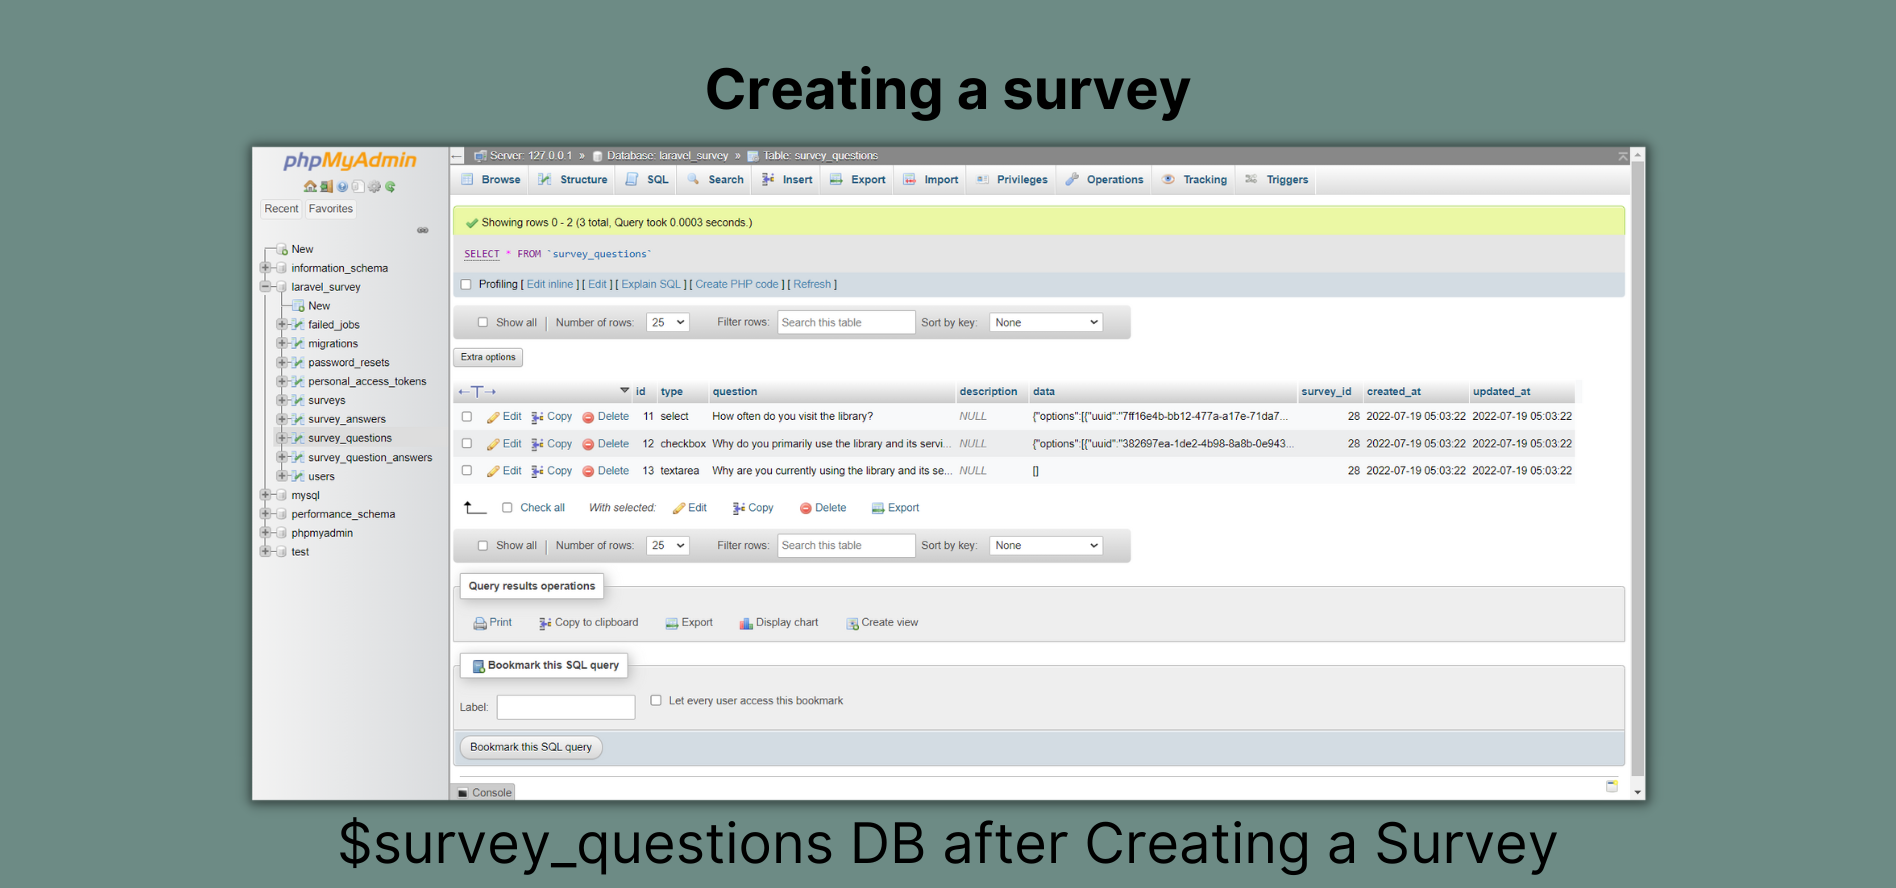 Creating a survey
phpMyAdmin
Recent Favorites
New
information_schema
laravel_survey
New
failed_jobs
migrations
password_resets
personal_access_tokens
surveys
survey_answers
survey_questions
survey_question_answers
users
mysql
performance_schema
phpmyadmin
test
Server: 127.0.0.1 » Database: laravel_survey » Table: survey_questions
Browse Structure SQL Search Insert Export Import Privileges Operations Tracking Triggers
Showing rows 0 - 2 (3 total, Query took 0.0003 seconds.)
SELECT * FROM `survey_questions`
Profiling [ Edit inline ] [ Edit ] [ Explain SQL ] [ Create PHP code ] [ Refresh ]
Show all | Number of rows: 25 Filter rows: Search this table Sort by key: None
Extra options
←T→ id type question description data survey_id created_at updated_at
Edit Copy Delete 11 select How often do you visit the library? NULL {"options":[{"uuid":"7ff16e4b-bb12-477a-a17e-71da7... 28 2022-07-19 05:03:22 2022-07-19 05:03:22
Edit Copy Delete 12 checkbox Why do you primarily use the library and its servi... NULL {"options":[{"uuid":"382697ea-1de2-4b98-8a8b-0e943... 28 2022-07-19 05:03:22 2022-07-19 05:03:22
Edit Copy Delete 13 textarea Why are you currently using the library and its se... NULL [] 28 2022-07-19 05:03:22 2022-07-19 05:03:22
Check all With selected: Edit Copy Delete Export
Show all | Number of rows: 25 Filter rows: Search this table Sort by key: None
Query results operations
Print Copy to clipboard Export Display chart Create view
Bookmark this SQL query
Label: Let every user access this bookmark
Bookmark this SQL query
Console
$survey_questions DB after Creating a Survey